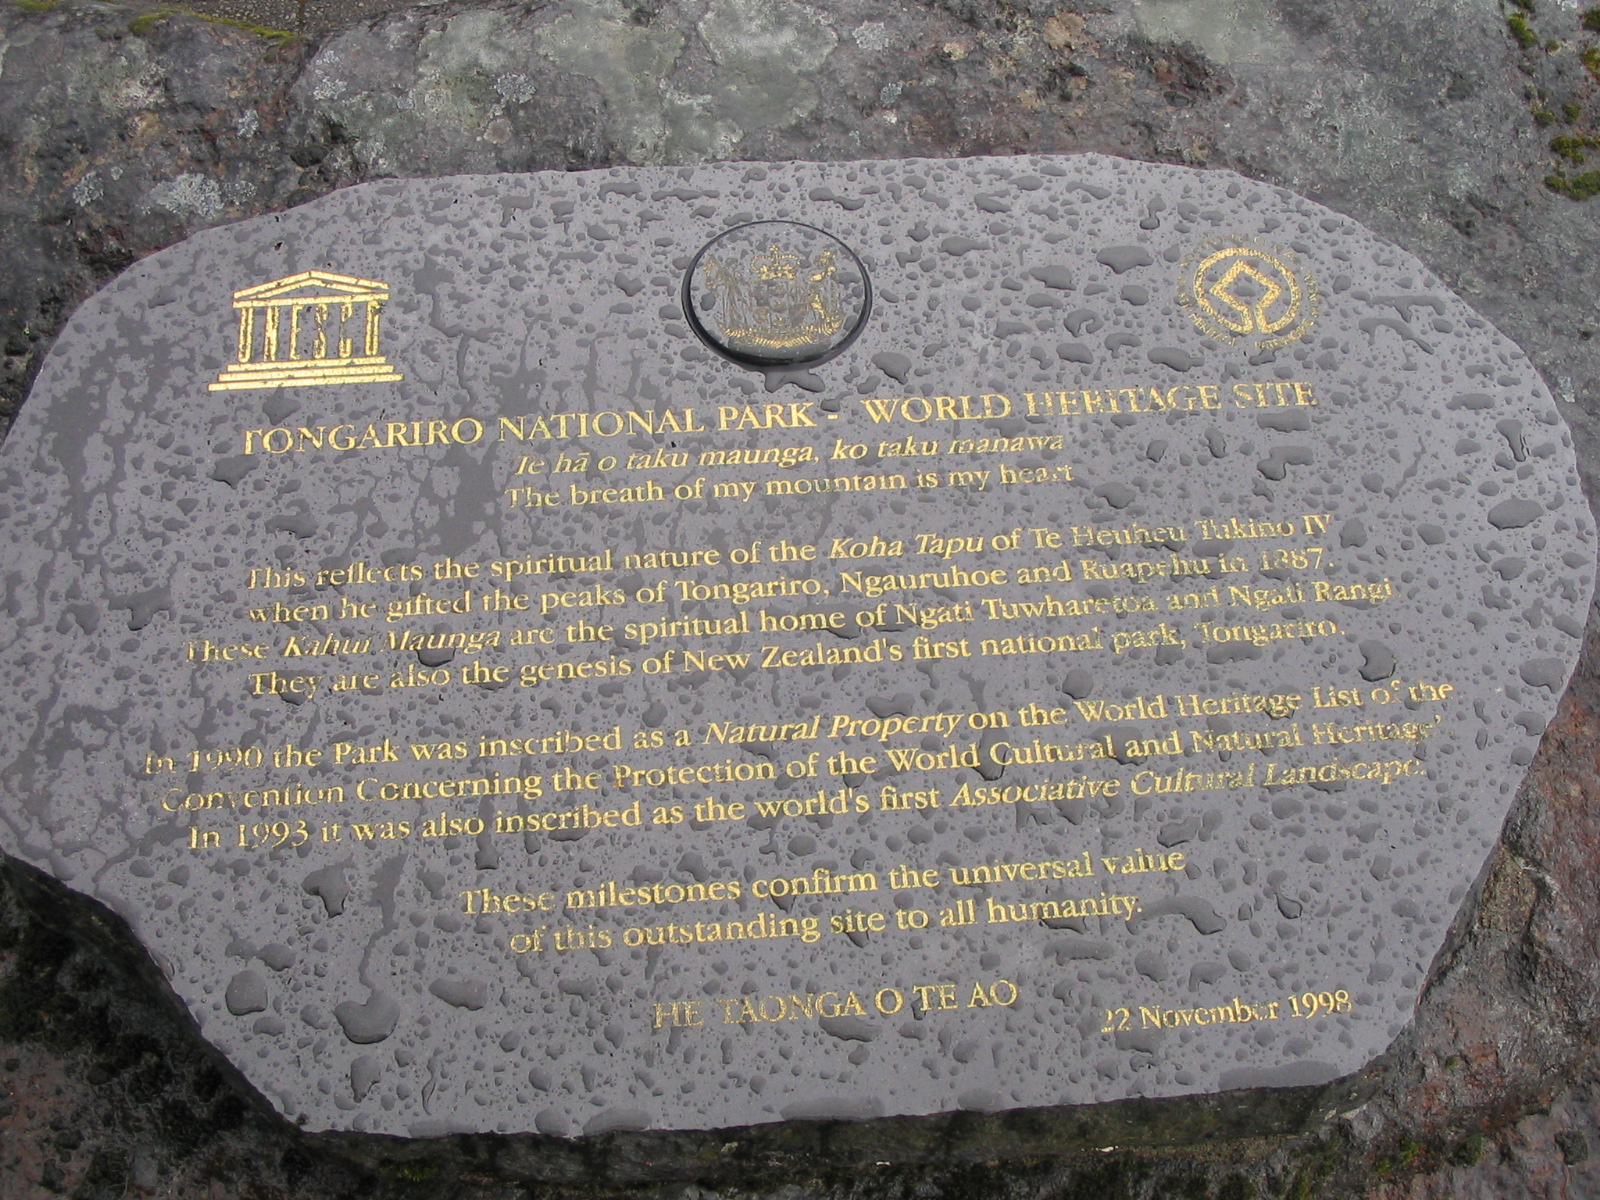 UNESCO
TONGARIRO NATIONAL PARK - WORLD HERITAGE SITE
Te hā o taku maunga, ko taku manawa
The breath of my mountain is my heart
This reflects the spiritual nature of the Koha Tapu of Te Heuheu Tukino IV
when he gifted the peaks of Tongariro, Ngauruhoe and Ruapehu in 1887.
These Kahui Maunga are the spiritual home of Ngati Tuwharetoa and Ngati Rangi
They are also the genesis of New Zealand's first national park, Tongariro.
In 1990 the Park was inscribed as a Natural Property on the World Heritage List of the
Convention Concerning the Protection of the World Cultural and Natural Heritage'.
In 1993 it was also inscribed as the world's first Associative Cultural Landscape.
These milestones confirm the universal value
of this outstanding site to all humanity.
HE TAONGA O TE AO
22 November 1998